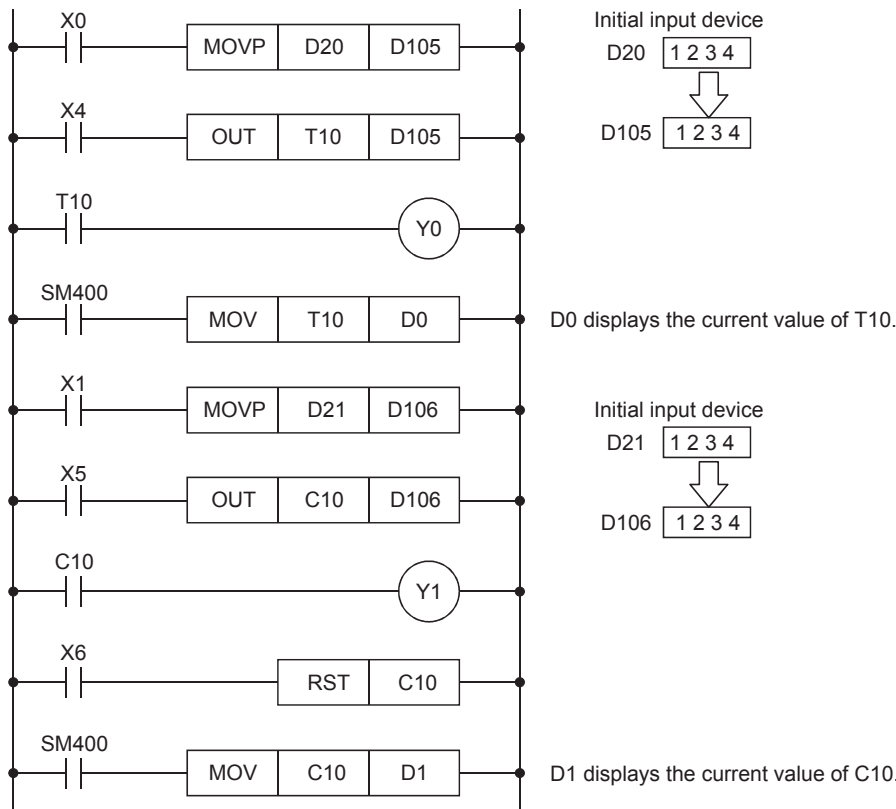 X0
MOVP D20 D105
Initial input device
D20 1 2 3 4
X4
OUT T10 D105
D105 1 2 3 4
T10
Y0
SM400
MOV T10 D0
D0 displays the current value of T10.
X1
MOVP D21 D106
Initial input device
D21 1 2 3 4
X5
OUT C10 D106
D106 1 2 3 4
C10
Y1
X6
RST C10
SM400
MOV C10 D1
D1 displays the current value of C10.